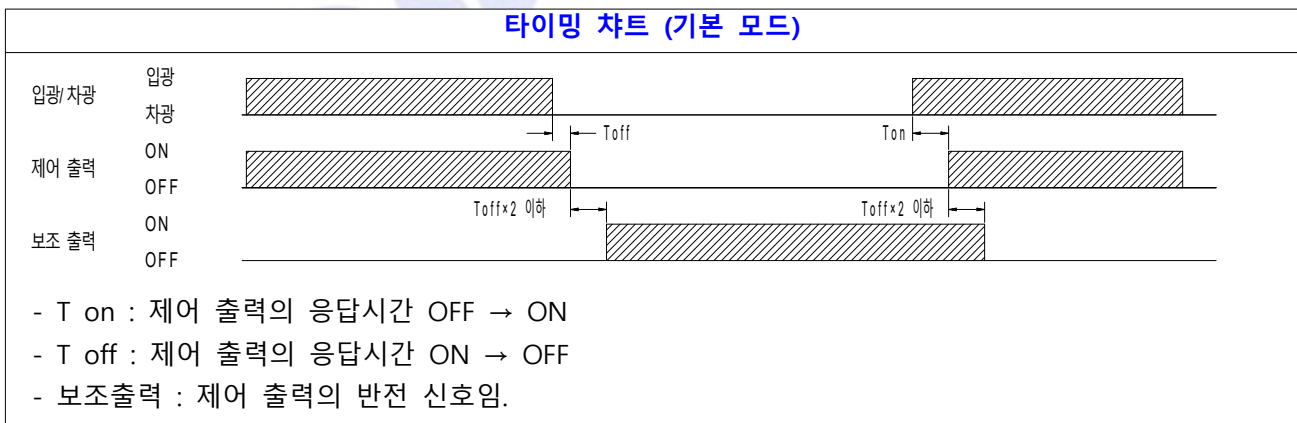 타이밍 챠트 (기본 모드)
입광/차광
입광
차광
Toff
Ton
제어 출력
ON
OFF
Toff×2 이하
Toff×2 이하
보조 출력
ON
OFF
- T on : 제어 출력의 응답시간 OFF → ON
- T off : 제어 출력의 응답시간 ON → OFF
- 보조출력 : 제어 출력의 반전 신호임.